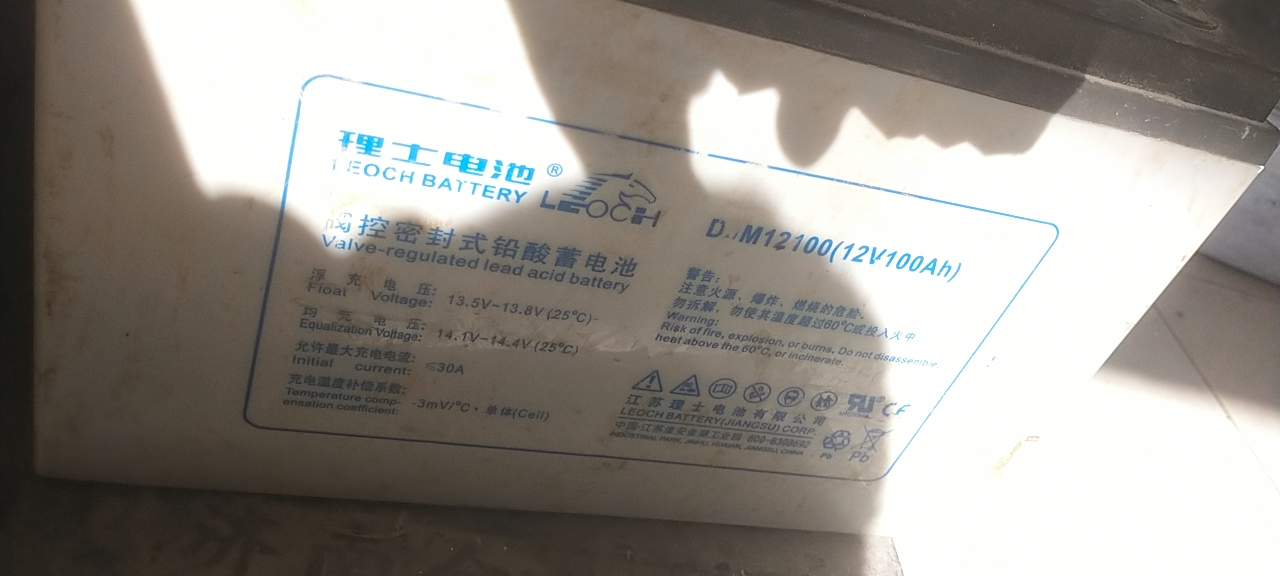 理士电池®
LEOCH BATTERY LEOCH
阀控密封式铅酸蓄电池
Valve-regulated lead acid battery
浮充电压:
Float Voltage: 13.5V~13.8V (25°C)
均充电压:
Equalization Voltage: 14.1V~14.4V (25°C)
允许最大充电电流:
Initial current: ≤30A
充电温度补偿系数:
Temperature comp-
ensation coefficient: -3mV/°C·单体(Cell)
M12100(12V100Ah)
警告:
注意火源、爆炸、燃烧的危险.
勿拆解,勿使其温度超过60°C或投入火中
Warning:
Risk of fire, explosion, or burns. Do not disassemble,
heat above the 60°C, or incinerate.
江苏理士电池有限公司
LEOCH BATTERY(JIANGSU) CORP.
INDUSTRIAL PARK, JINHU, HUAIAN, JIANGSU, CHINA
Pb Pb